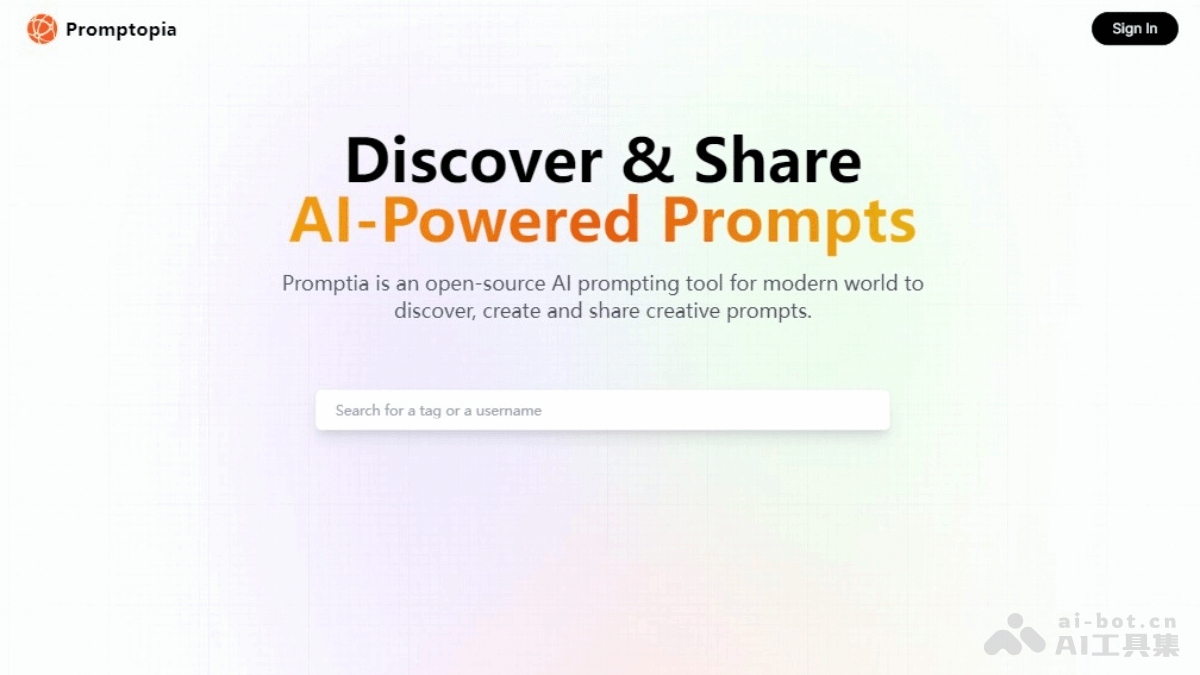 Promptopia
Sign In
Discover & Share
AI-Powered Prompts
Promptia is an open-source AI prompting tool for modern world to
discover, create and share creative prompts.
Search for a tag or a username
ai-bot.cn
AI工具集